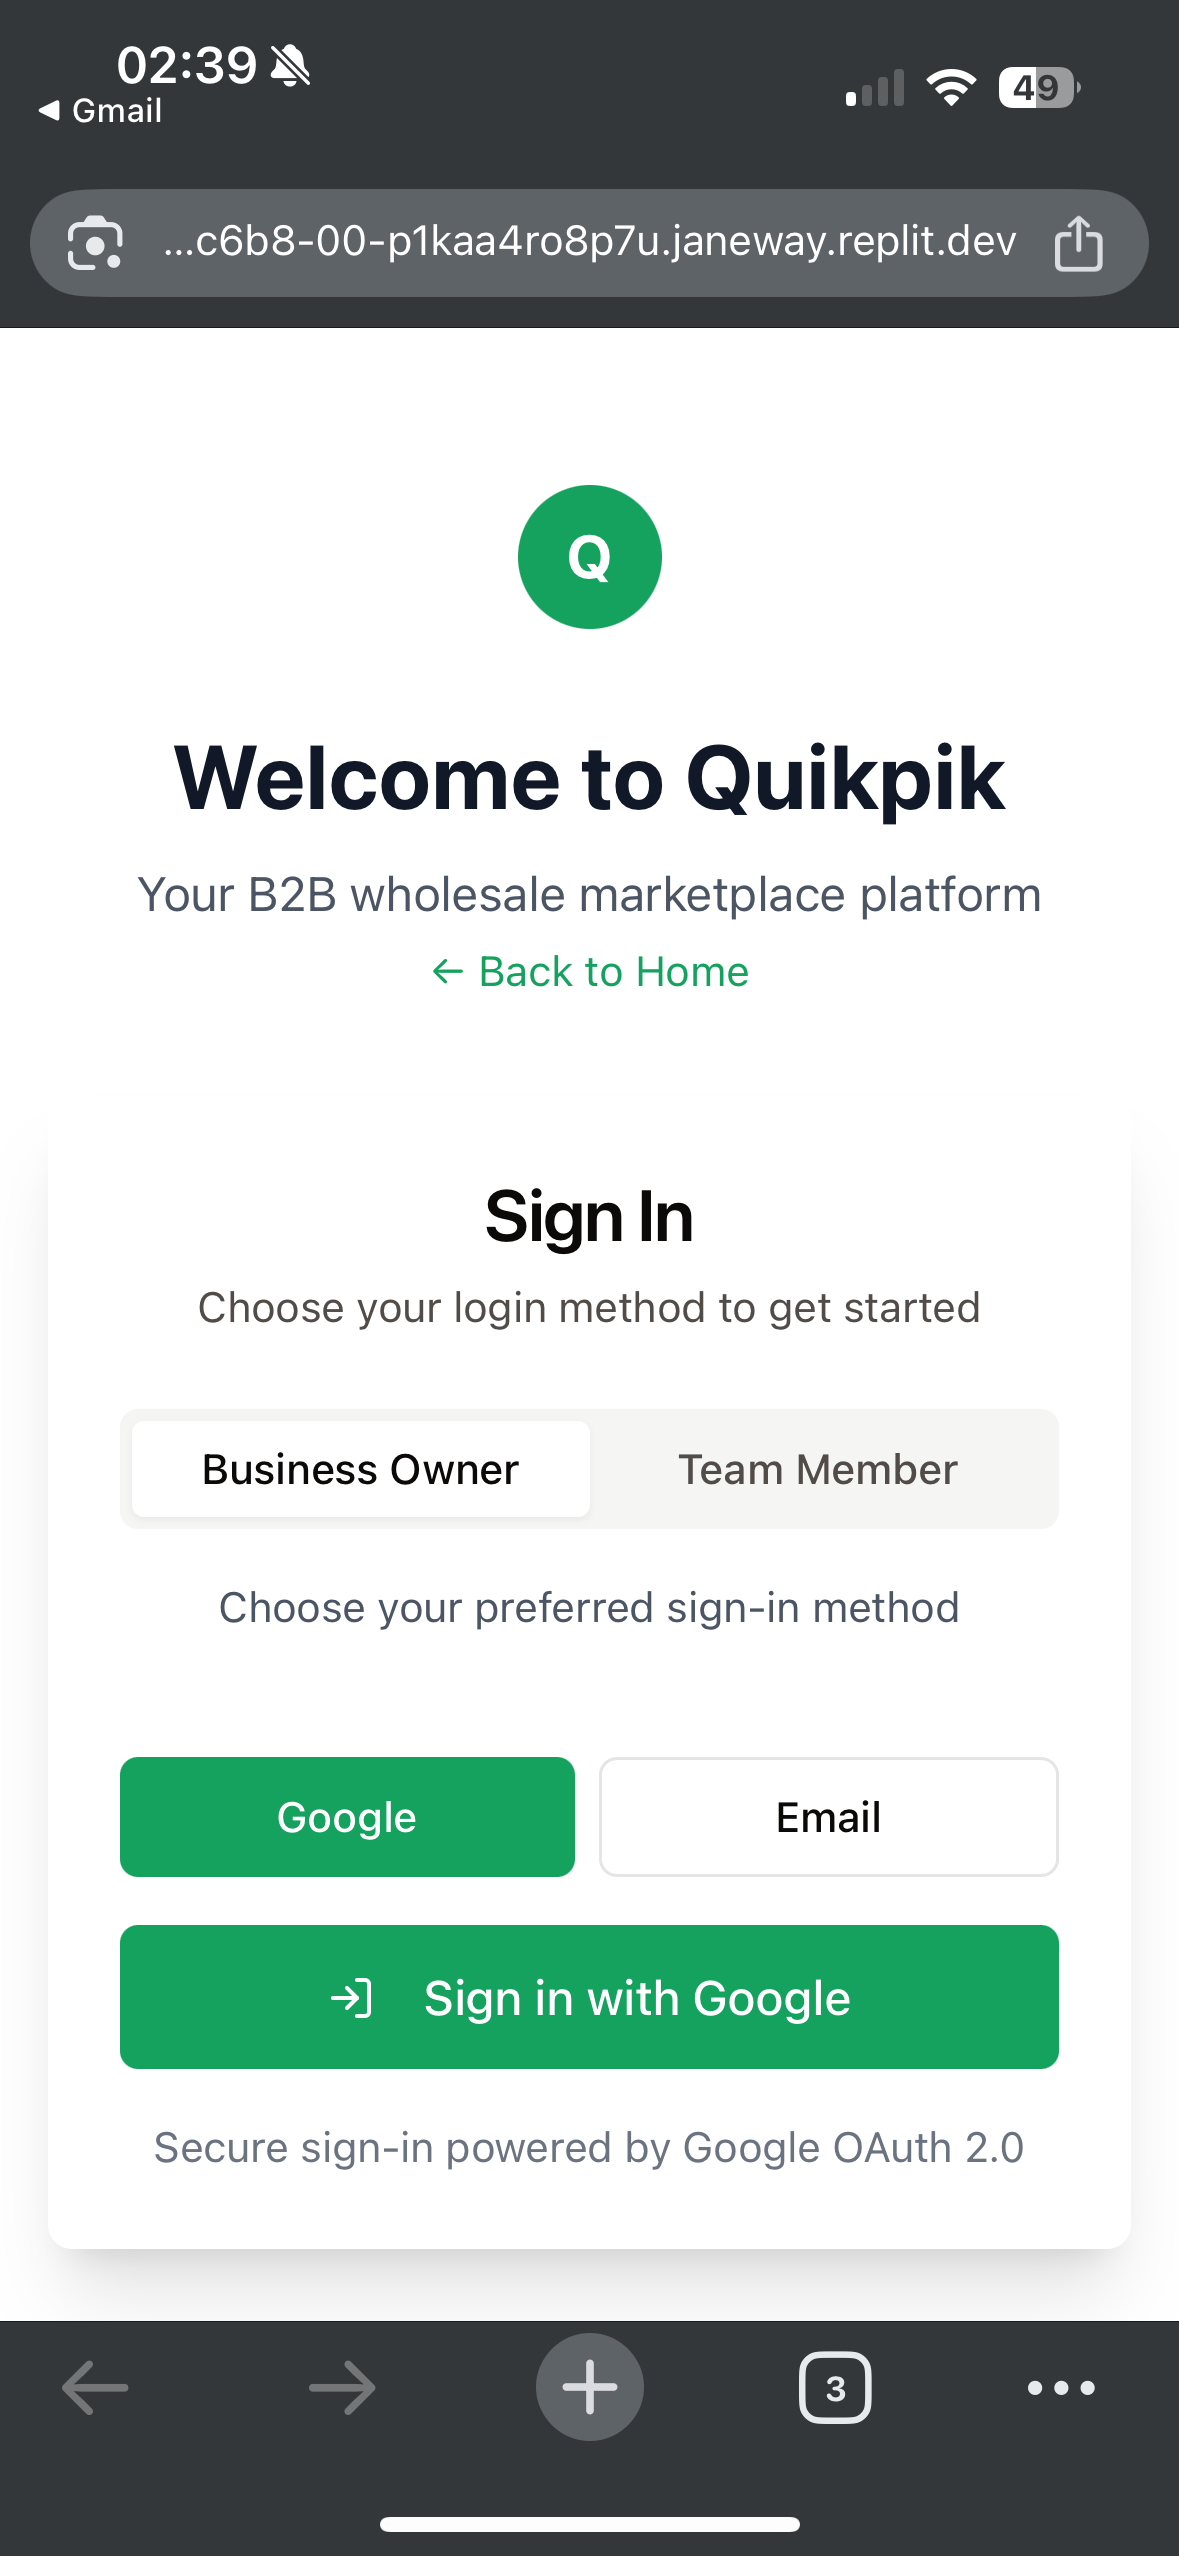 02:39
Gmail
49
...c6b8-00-p1kaa4ro8p7u.janeway.replit.dev
Q
Welcome to Quikpik
Your B2B wholesale marketplace platform
← Back to Home
Sign In
Choose your login method to get started
Business Owner Team Member
Choose your preferred sign-in method
Google Email
Sign in with Google
Secure sign-in powered by Google OAuth 2.0
3